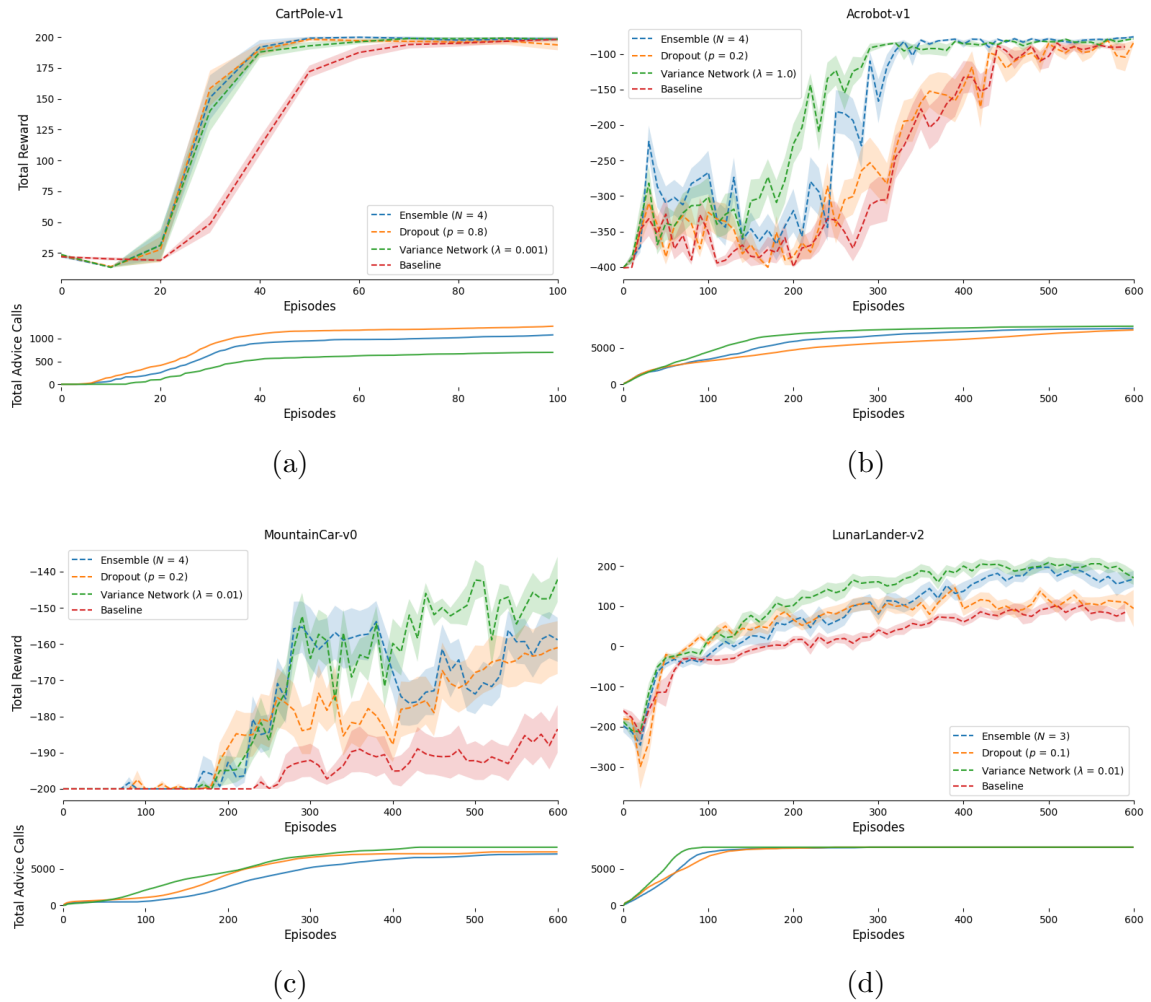 CartPole-v1
Total Reward
200
175
150
125
100
75
50
25
Ensemble (N = 4)
Dropout (p = 0.8)
Variance Network (λ = 0.001)
Baseline
0 20 40 60 80 100
Episodes
Total Advice Calls
1000
500
0
0 20 40 60 80 100
Episodes
(a)
Acrobot-v1
−100
−150
−200
−250
−300
−350
−400
Ensemble (N = 4)
Dropout (p = 0.2)
Variance Network (λ = 1.0)
Baseline
0 100 200 300 400 500 600
Episodes
5000
0
0 100 200 300 400 500 600
Episodes
(b)
MountainCar-v0
Total Reward
−140
−150
−160
−170
−180
−190
−200
Ensemble (N = 4)
Dropout (p = 0.2)
Variance Network (λ = 0.01)
Baseline
0 100 200 300 400 500 600
Episodes
Total Advice Calls
5000
0
0 100 200 300 400 500 600
Episodes
(c)
LunarLander-v2
200
100
0
−100
−200
−300
Ensemble (N = 3)
Dropout (p = 0.1)
Variance Network (λ = 0.01)
Baseline
0 100 200 300 400 500 600
Episodes
5000
0
0 100 200 300 400 500 600
Episodes
(d)